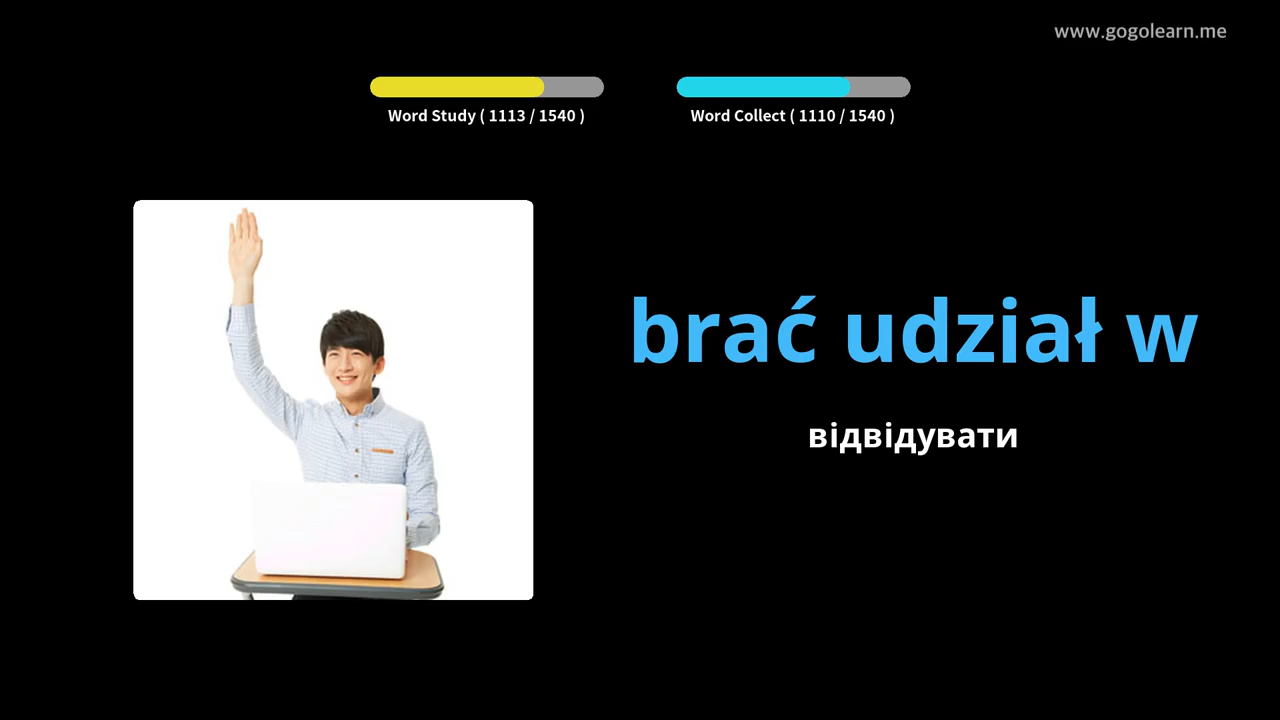 www.gogolearn.me
Word Study ( 1113 / 1540 )
Word Collect ( 1110 / 1540 )
brać udział w
відвідувати